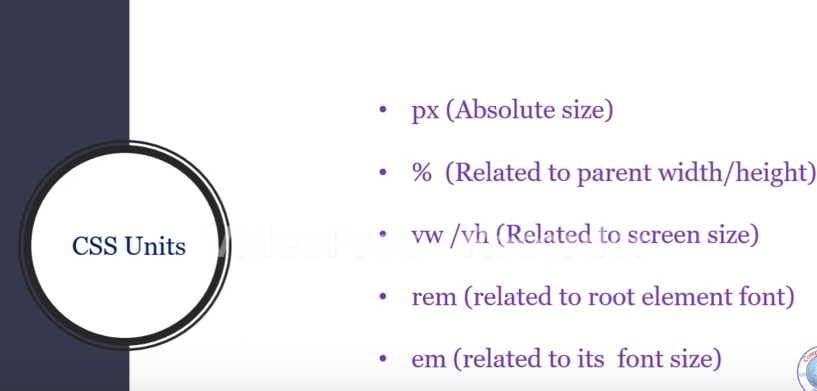 CSS Units
• px (Absolute size)
• % (Related to parent width/height)
• vw /vh (Related to screen size)
• rem (related to root element font)
• em (related to its font size)